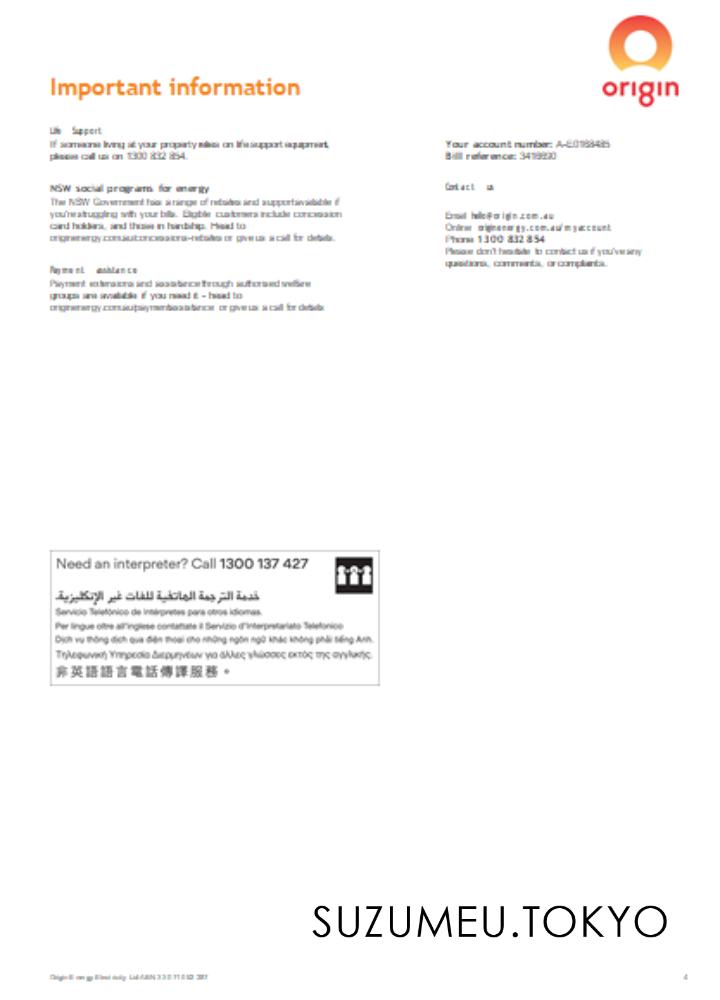 origin
Important information
Life Support
If someone living at your property relies on life support equipment,
please call us on 1300 832 854.
NSW social programs for energy
The NSW Government has a range of rebates and support available if
you're struggling with your bills. Eligible customers include concession
card holders, and those in hardship. Head to
originenergy.com.au/concessions-rebates or give us a call for details.
Payment assistance
Payment extensions and assistance through authorised welfare
groups are available if you need it - head to
originenergy.com.au/paymentassistance or give us a call for details
Your account number:
Bill reference:
Contact us
Email hello@origin.com.au
Online originenergy.com.au/myaccount
Phone 1300 832 854
Please don't hesitate to contact us if you've any
questions, comments, or complaints.
Need an interpreter? Call 1300 137 427
خدمة الترجمة الهاتفية للغات غير الإنكليزية.
Servicio Telefónico de Intérpretes para otros idiomas.
Per lingue oltre all'inglese contattate il Servizio d'Interpretariato Telefonico
Dịch vụ thông dịch qua điện thoại cho những ngôn ngữ khác không phải tiếng Anh.
Τηλεφωνική Υπηρεσία Διερμηνέων για άλλες γλώσσες εκτός της αγγλικής.
非英語語言電話傳譯服務。
SUZUMEU.TOKYO
Origin Energy Electricity Ltd ABN
4